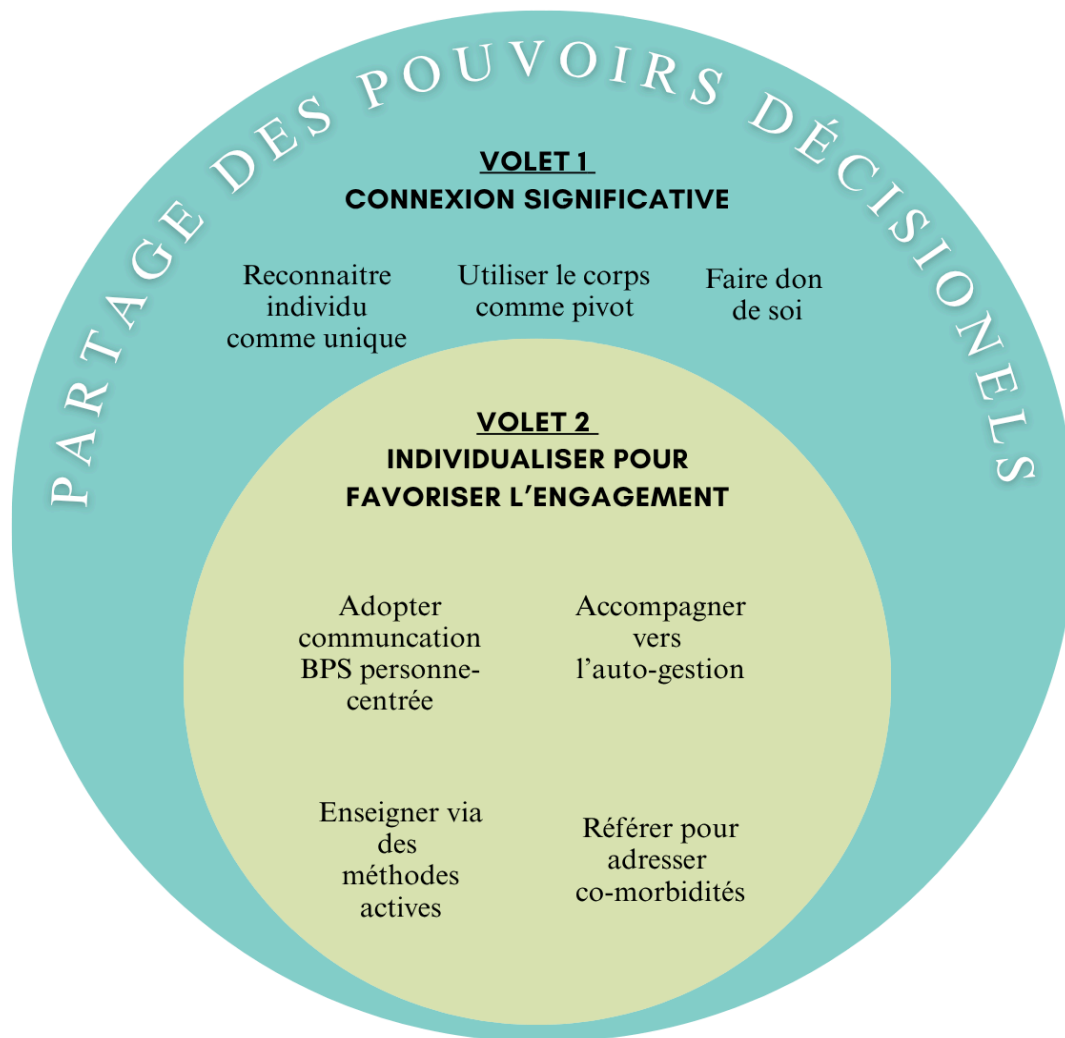 PARTAGE DES POUVOIRS DÉCISIONELS
VOLET 1
CONNEXION SIGNIFICATIVE
Reconnaitre
individu
comme unique
Utiliser le corps
comme pivot
Faire don
de soi
VOLET 2
INDIVIDUALISER POUR
FAVORISER L’ENGAGEMENT
Adopter
communcation
BPS personne-
centrée
Accompagner
vers
l’auto-gestion
Enseigner via
des
méthodes
actives
Référer pour
adresser
co-morbidités